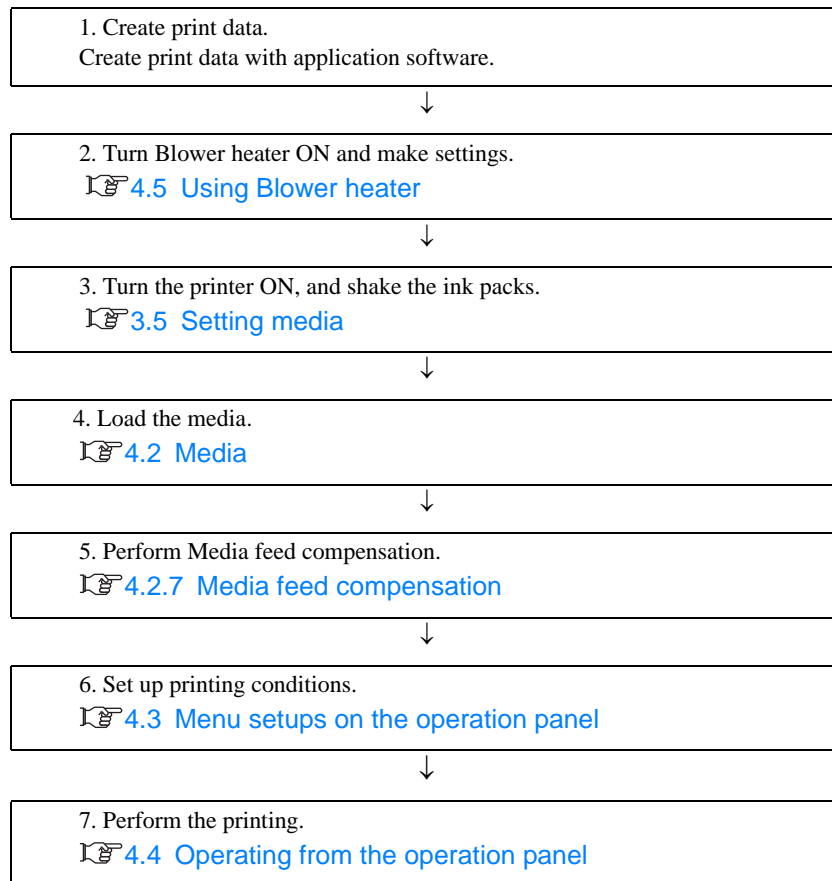 1. Create print data.
Create print data with application software.
↓
2. Turn Blower heater ON and make settings.
4.5 Using Blower heater
↓
3. Turn the printer ON, and shake the ink packs.
3.5 Setting media
↓
4. Load the media.
4.2 Media
↓
5. Perform Media feed compensation.
4.2.7 Media feed compensation
↓
6. Set up printing conditions.
4.3 Menu setups on the operation panel
↓
7. Perform the printing.
4.4 Operating from the operation panel